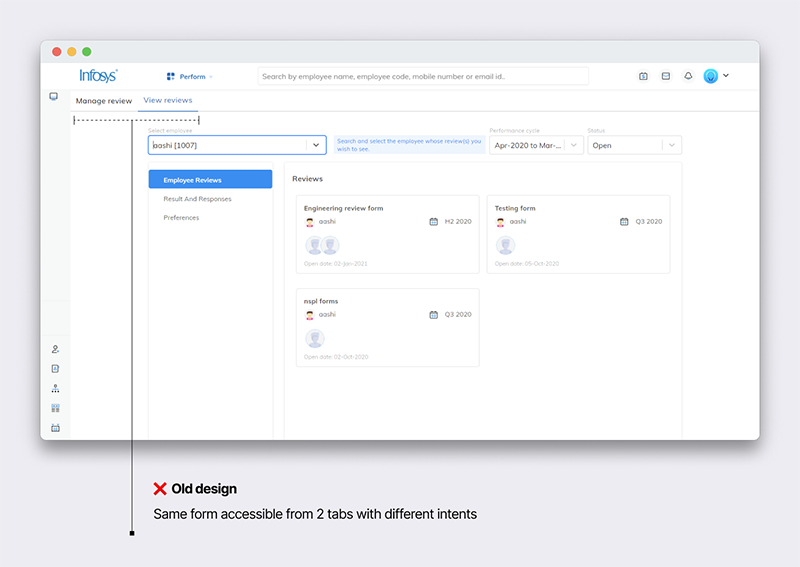 Infosys
Perform
Search by employee name, employee code, mobile number or email id..
Manage review
View reviews
Select employee
aashi [1007]
Search and select the employee whose review(s) you
wish to see.
Performance cycle
Apr-2020 to Mar-...
Status
Open
Employee Reviews
Result And Responses
Preferences
Reviews
Engineering review form
aashi
H2 2020
Open date: 02-Jan-2021
Testing form
aashi
Q3 2020
Open date: 05-Oct-2020
nspl forms
aashi
Q3 2020
Open date: 02-Oct-2020
Old design
Same form accessible from 2 tabs with different intents